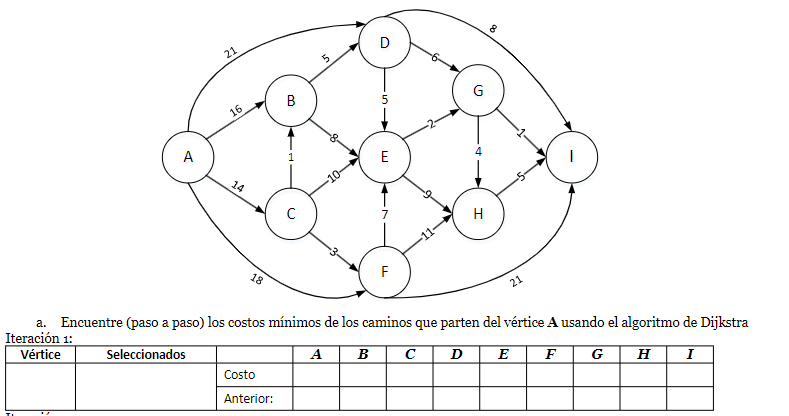 D
8
21
5
6
G
B
16
5
8
2
1
A
E
4
I
1
10
14
9
5
C
H
7
3
11
F
18
21
a. Encuentre (paso a paso) los costos mínimos de los caminos que parten del vértice A usando el algoritmo de Dijkstra
Iteración 1:
Vértice Seleccionados A B C D E F G H I
Costo
Anterior: